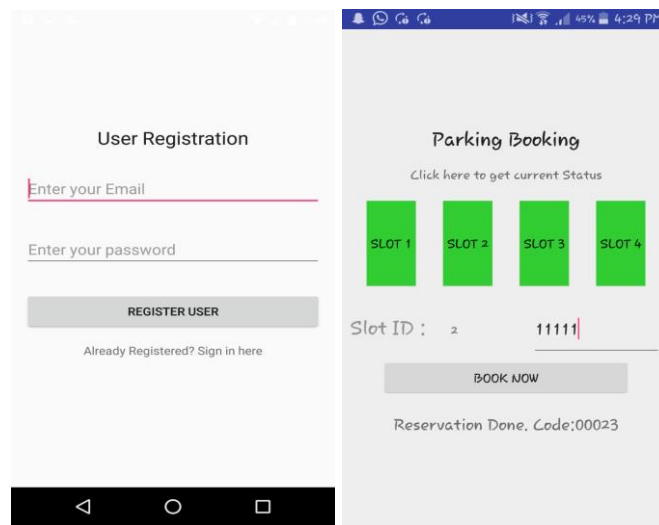 User Registration
Enter your Email
Enter your password
REGISTER USER
Already Registered? Sign in here
45% 4:29 PM
Parking Booking
Click here to get current Status
SLOT 1 SLOT 2 SLOT 3 SLOT 4
Slot ID : 2 11111
BOOK NOW
Reservation Done. Code:00023